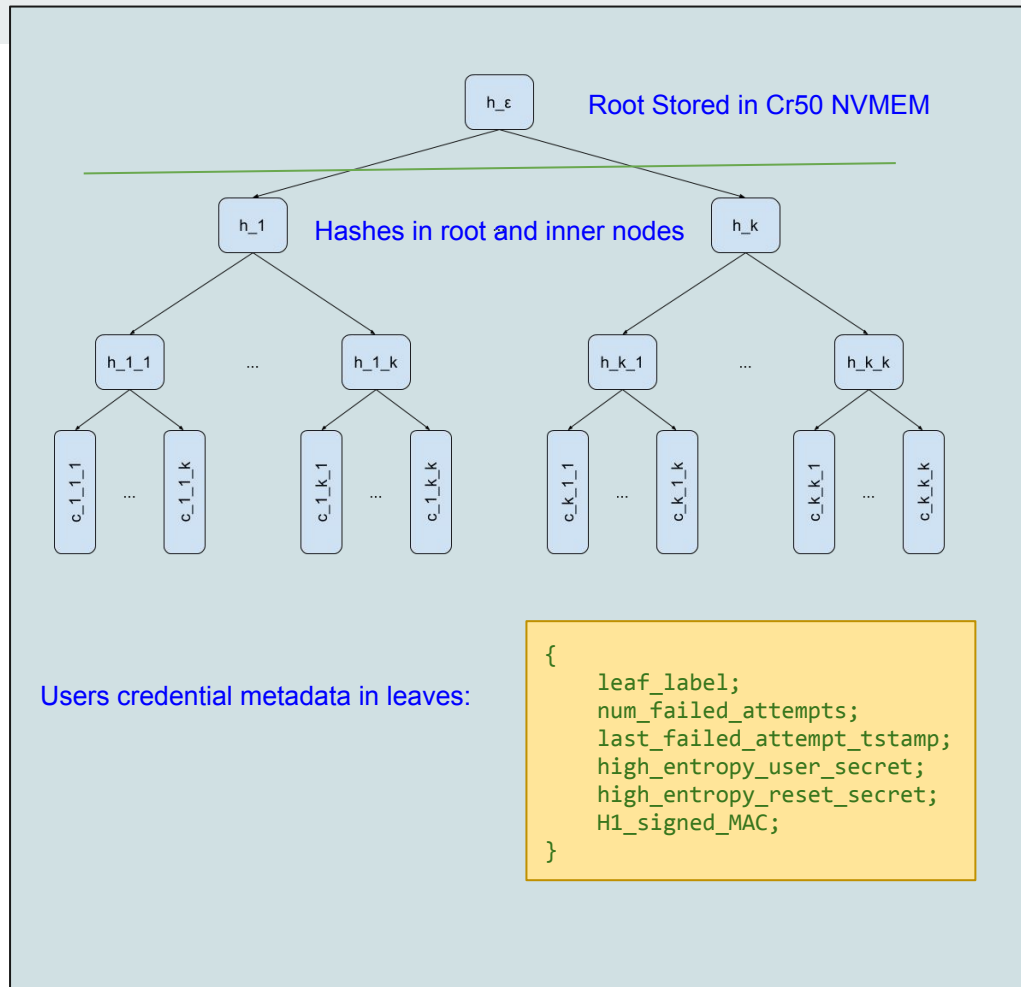 h_ε
Root Stored in Cr50 NVMEM
h_1
Hashes in root and inner nodes
...
h_k
h_1_1
...
h_1_k
h_k_1
...
h_k_k
c_1_1_1
...
c_1_1_k
c_1_k_1
...
c_1_k_k
c_k_1_1
...
c_k_1_k
c_k_k_1
...
c_k_k_k
Users credential metadata in leaves:
{
leaf_label;
num_failed_attempts;
last_failed_attempt_tstamp;
high_entropy_user_secret;
high_entropy_reset_secret;
H1_signed_MAC;
}